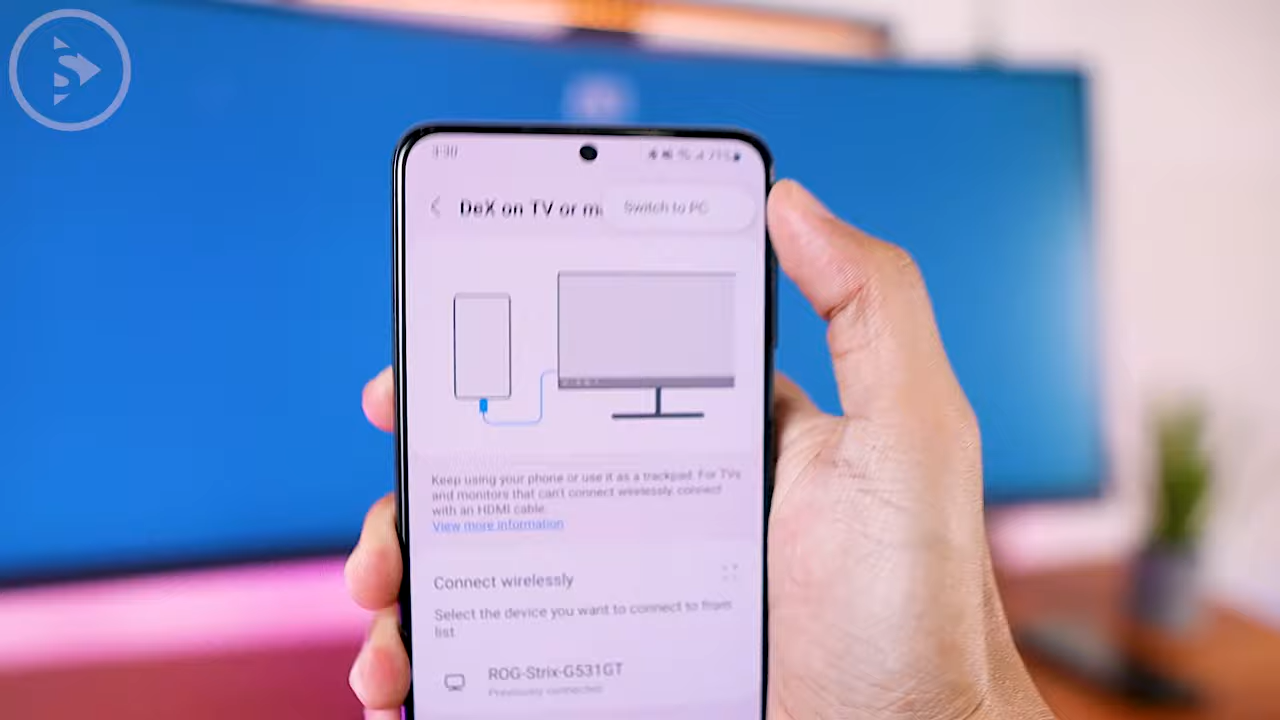 3:30
DeX on TV or m
Switch to PC
Keep using your phone or use it as a trackpad. For TVs
and monitors that can't connect wirelessly, connect
with an HDMI cable.
View more information
Connect wirelessly
Select the device you want to connect to from
list.
ROG-Strix-G531GT
Previously connected